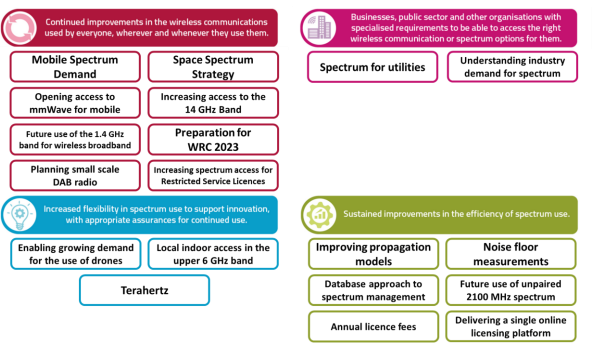 Continued improvements in the wireless communications
used by everyone, wherever and whenever they use them.
Mobile Spectrum
Demand
Space Spectrum
Strategy
Opening access to
mmWave for mobile
Increasing access to the
14 GHz Band
Future use of the 1.4 GHz
band for wireless broadband
Preparation for
WRC 2023
Planning small scale
DAB radio
Increasing spectrum access for
Restricted Service Licences
Businesses, public sector and other organisations with
specialised requirements to be able to access the right
wireless communication or spectrum options for them.
Spectrum for utilities
Understanding industry
demand for spectrum
Increased flexibility in spectrum use to support innovation,
with appropriate assurances for continued use.
Enabling growing demand
for the use of drones
Local indoor access in the
upper 6 GHz band
Terahertz
Sustained improvements in the efficiency of spectrum use.
Improving propagation
models
Noise floor
measurements
Database approach to
spectrum management
Future use of unpaired
2100 MHz spectrum
Annual licence fees
Delivering a single online
licensing platform